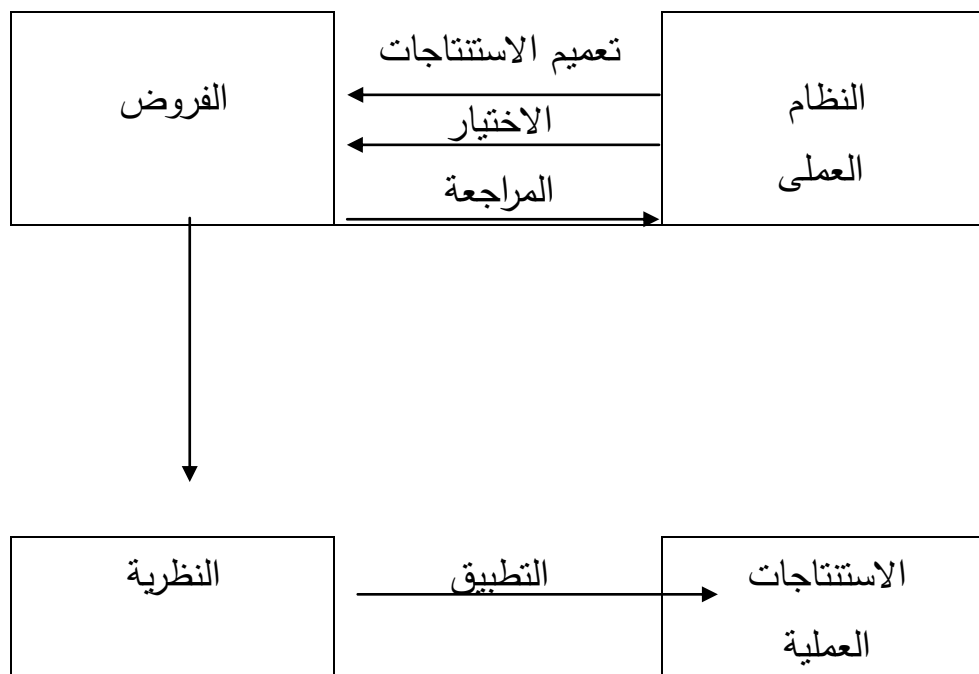 النظام
العملى
تعميم الاستنتاجات
الاختيار
المراجعة
الفروض
الاستنتاجات
العملية
التطبيق
النظرية